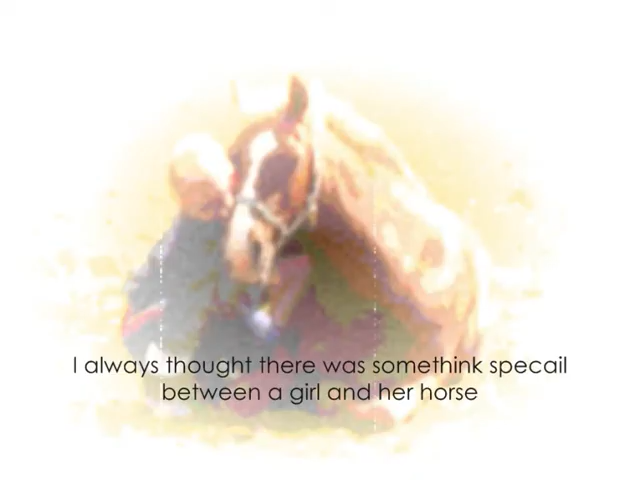 I always thought there was somethink specail
between a girl and her horse